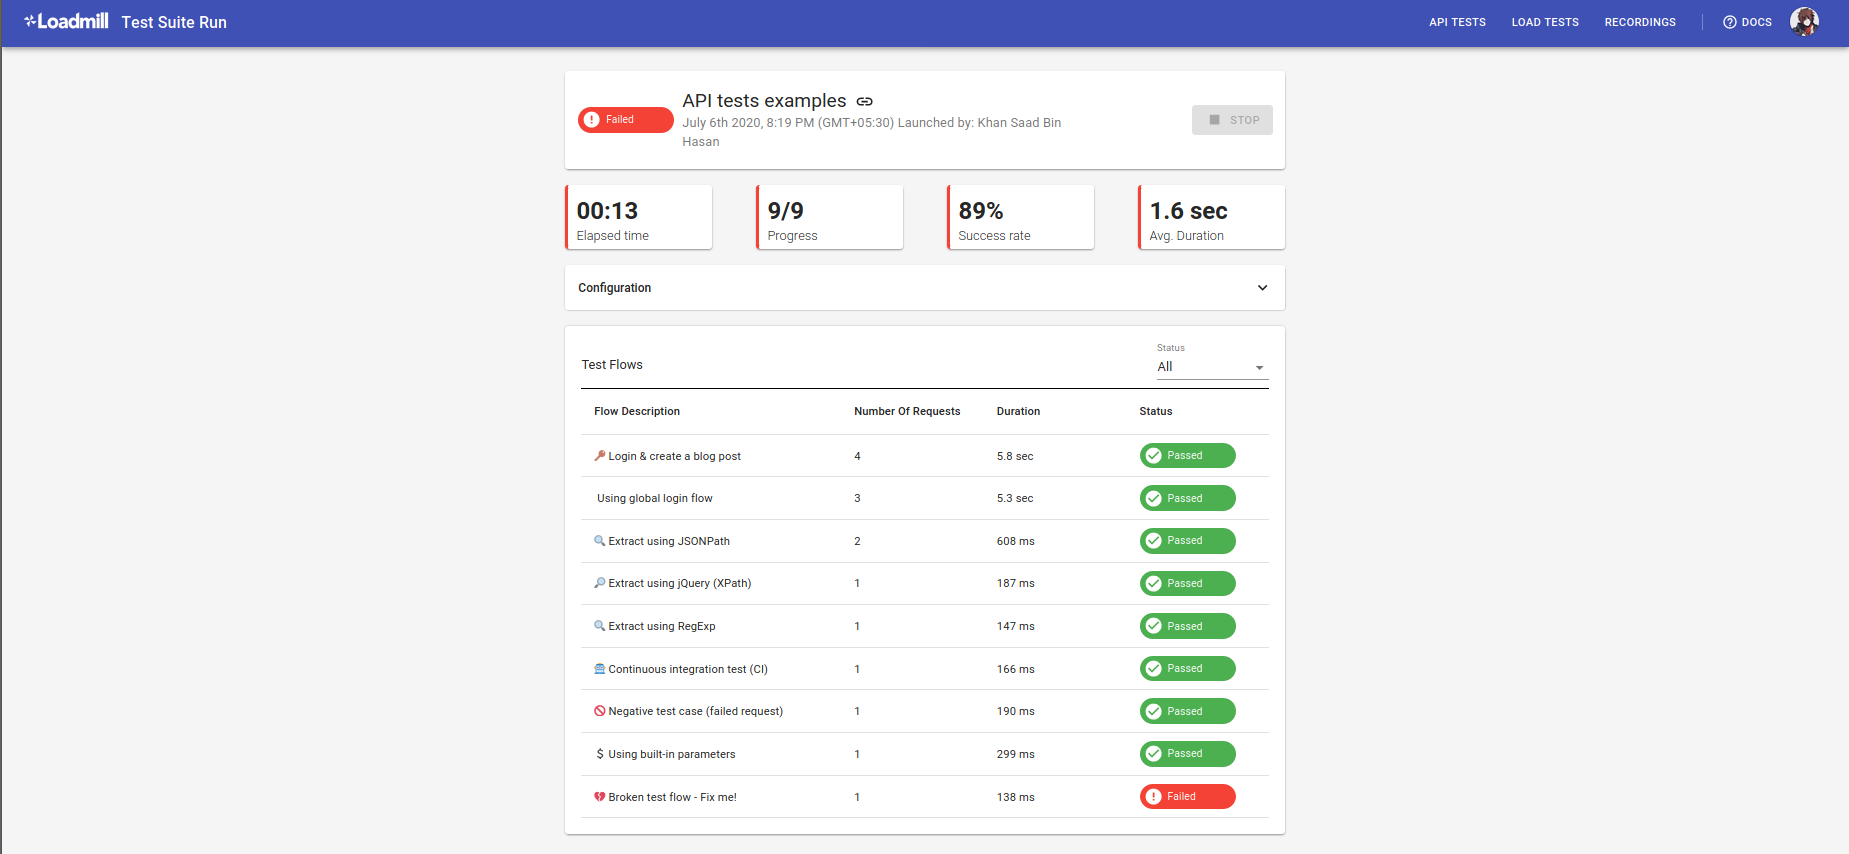 Loadmill Test Suite Run API TESTS LOAD TESTS RECORDINGS DOCS
Failed
API tests examples
July 6th 2020, 8:19 PM (GMT+05:30) Launched by: Khan Saad Bin
Hasan
STOP
00:13 9/9 89% 1.6 sec
Elapsed time Progress Success rate Avg. Duration
Configuration
Status
Test Flows All
Flow Description Number Of Requests Duration Status
Login & create a blog post 4 5.8 sec Passed
Using global login flow 3 5.3 sec Passed
Extract using JSONPath 2 608 ms Passed
Extract using jQuery (XPath) 1 187 ms Passed
Extract using RegExp 1 147 ms Passed
Continuous integration test (CI) 1 166 ms Passed
Negative test case (failed request) 1 190 ms Passed
$ Using built-in parameters 1 299 ms Passed
Broken test flow - Fix me! 1 138 ms Failed